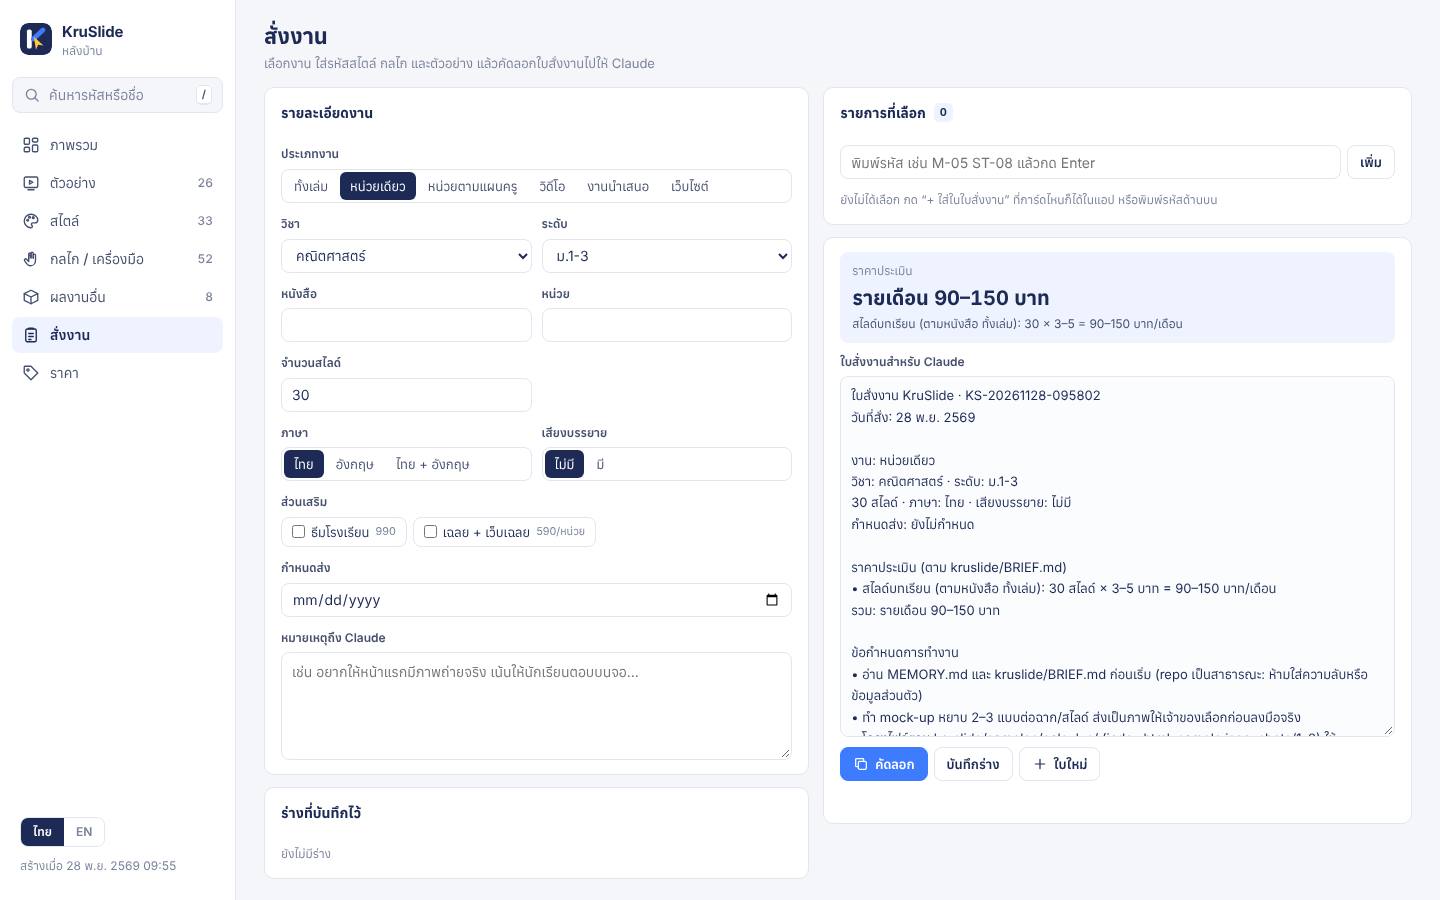 KruSlide
หลังบ้าน
ค้นหารหัสหรือชื่อ
/
ภาพรวม
ตัวอย่าง 26
สไตล์ 33
กลไก / เครื่องมือ 52
ผลงานอื่น 8
สั่งงาน
ราคา
ไทย EN
สร้างเมื่อ 28 พ.ย. 2569 09:55
สั่งงาน
เลือกงาน ใส่รหัสสไตล์ กลไก และตัวอย่าง แล้วคัดลอกใบสั่งงานไปให้ Claude
รายละเอียดงาน
ประเภทงาน
ทั้งเล่ม หน่วยเดียว หน่วยตามแผนครู วิดีโอ งานนำเสนอ เว็บไซต์
วิชา ระดับ
คณิตศาสตร์ ม.1-3
หนังสือ หน่วย
จำนวนสไลด์
30
ภาษา เสียงบรรยาย
ไทย อังกฤษ ไทย + อังกฤษ ไม่มี มี
ส่วนเสริม
ธีมโรงเรียน 990 เฉลย + เว็บเฉลย 590/หน่วย
กำหนดส่ง
mm/dd/yyyy
หมายเหตุถึง Claude
เช่น อยากให้หน้าแรกมีภาพถ่ายจริง เน้นให้นักเรียนตอบบนจอ...
ร่างที่บันทึกไว้
ยังไม่มีร่าง
รายการที่เลือก 0
พิมพ์รหัส เช่น M-05 ST-08 แล้วกด Enter เพิ่ม
ยังไม่ได้เลือก กด “+ ใส่ในใบสั่งงาน” ที่การ์ดไหนก็ได้ในแอป หรือพิมพ์รหัสด้านบน
ราคาประเมิน
รายเดือน 90–150 บาท
สไลด์บทเรียน (ตามหนังสือ ทั้งเล่ม): 30 × 3–5 = 90–150 บาท/เดือน
ใบสั่งงานสำหรับ Claude
ใบสั่งงาน KruSlide · KS-20261128-095802
วันที่สั่ง: 28 พ.ย. 2569
งาน: หน่วยเดียว
วิชา: คณิตศาสตร์ · ระดับ: ม.1-3
30 สไลด์ · ภาษา: ไทย · เสียงบรรยาย: ไม่มี
กำหนดส่ง: ยังไม่กำหนด
ราคาประเมิน (ตาม kruslide/BRIEF.md)
• สไลด์บทเรียน (ตามหนังสือ ทั้งเล่ม): 30 สไลด์ × 3–5 บาท = 90–150 บาท/เดือน
รวม: รายเดือน 90–150 บาท
ข้อกำหนดการทำงาน
• อ่าน MEMORY.md และ kruslide/BRIEF.md ก่อนเริ่ม (repo เป็นสาธารณะ: ห้ามใส่ความลับหรือ
ข้อมูลส่วนตัว)
• ทำ mock-up หยาบ 2–3 แบบต่อฉาก/สไลด์ ส่งเป็นภาพให้เจ้าของเลือกก่อนลงมือจริง
คัดลอก บันทึกร่าง ใบใหม่